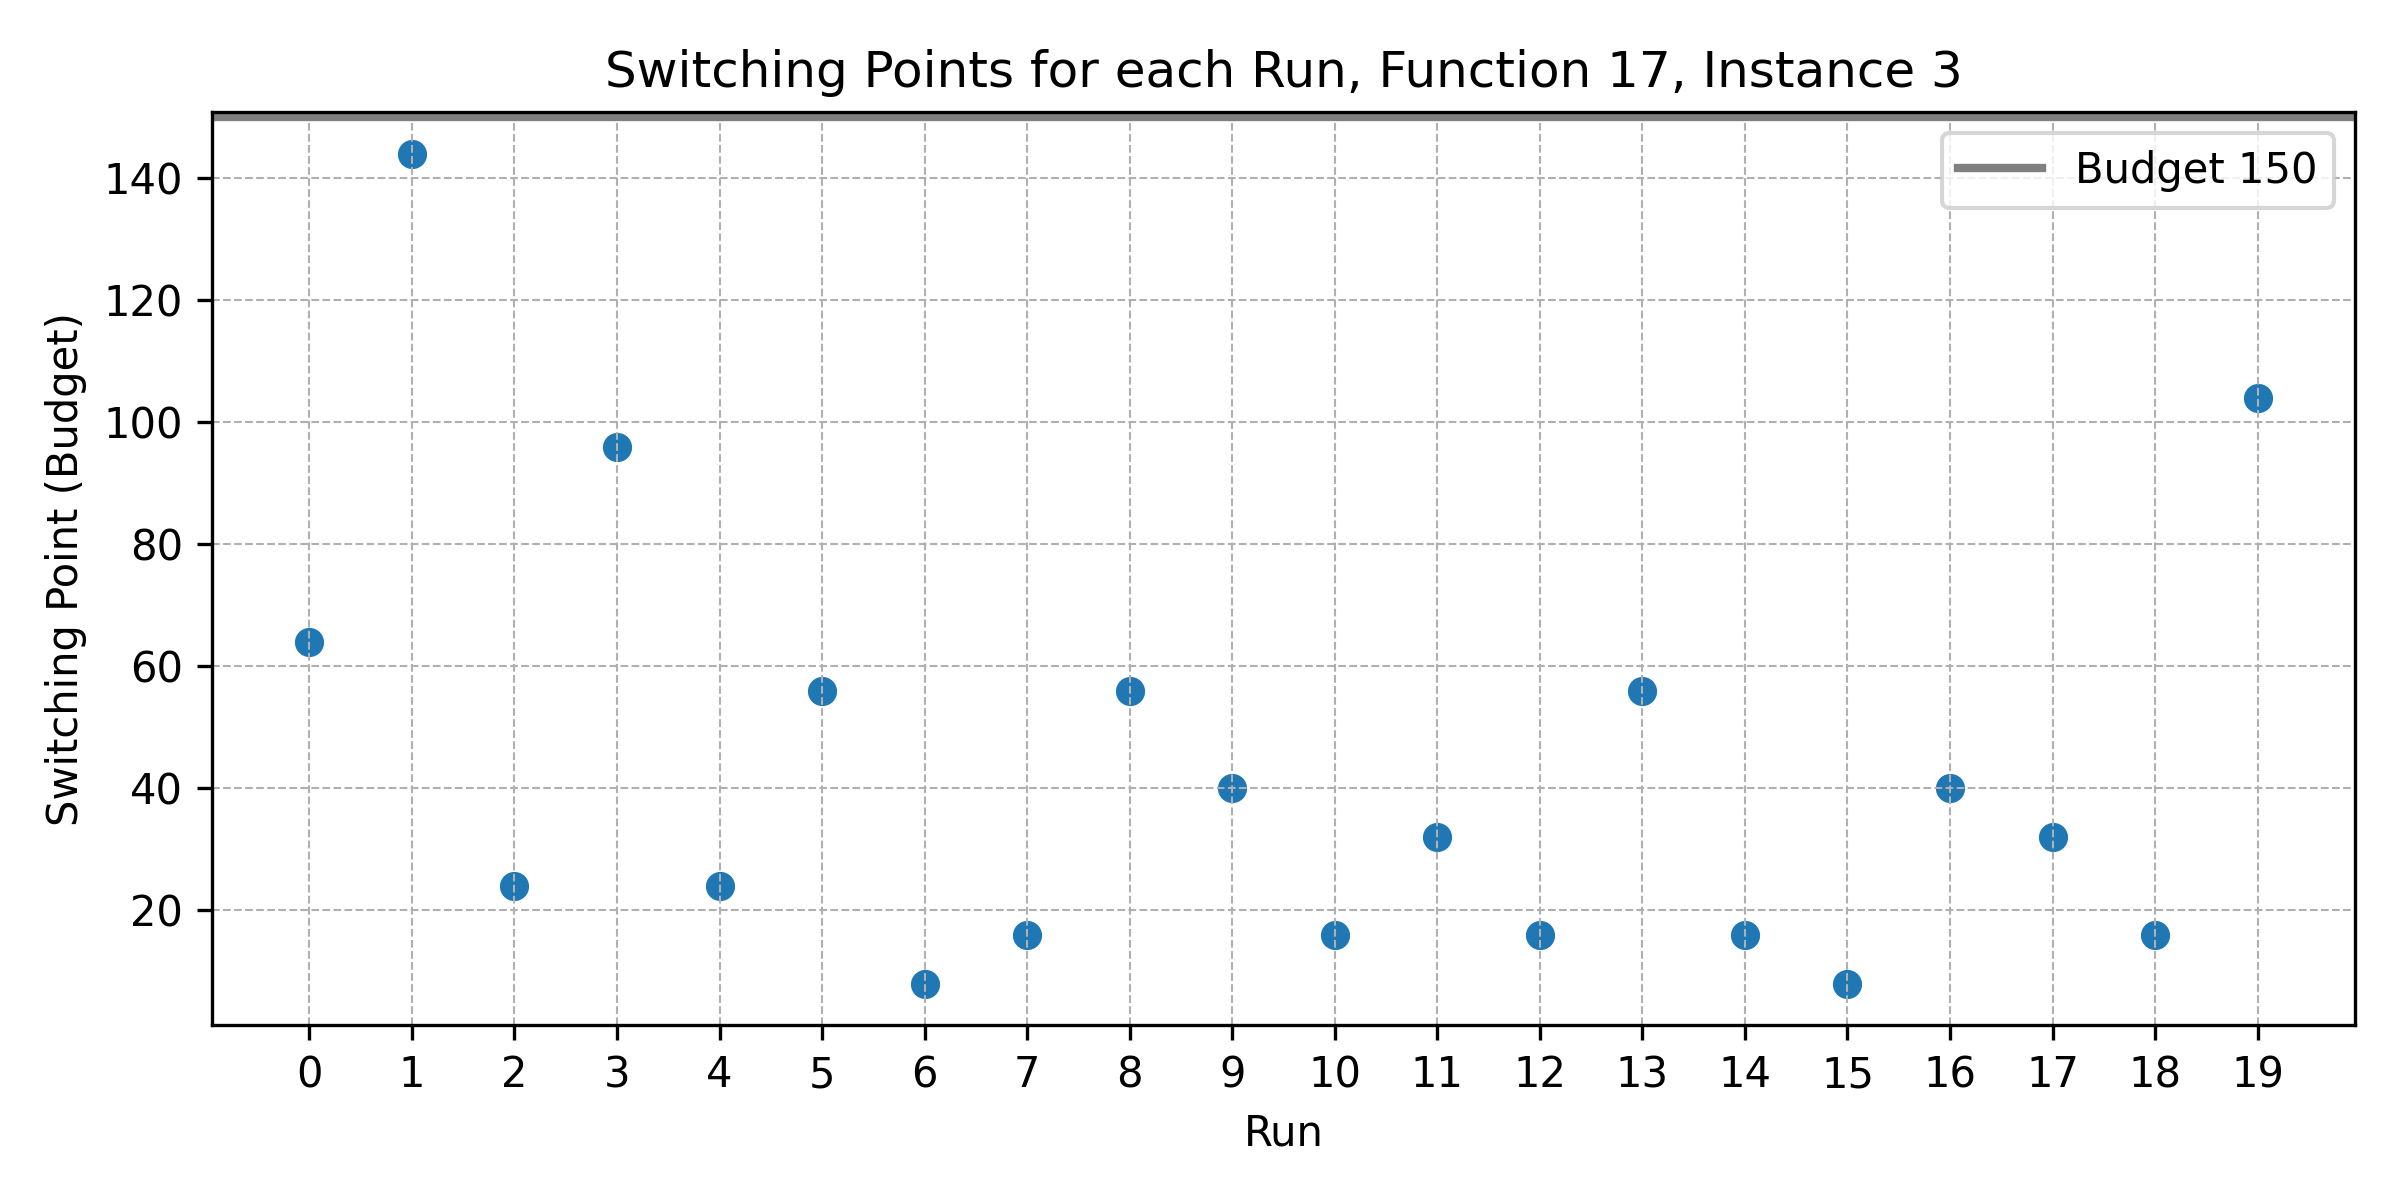 Switching Points for each Run, Function 17, Instance 3
Budget 150
Switching Point (Budget)
140
120
100
80
60
40
20
0 1 2 3 4 5 6 7 8 9 10 11 12 13 14 15 16 17 18 19
Run